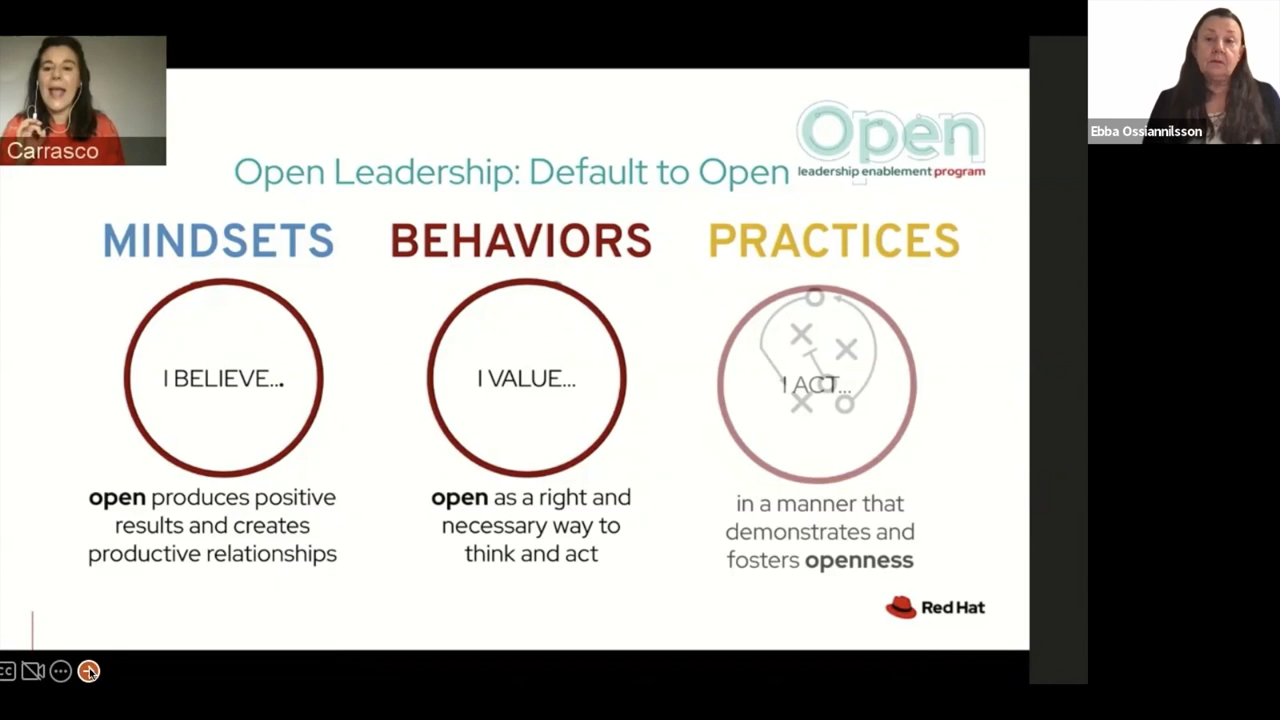 Carrasco
Ebba Ossiannilsson
Open
leadership enablement program
Open Leadership: Default to Open
MINDSETS
I BELIEVE...
open produces positive
results and creates
productive relationships
BEHAVIORS
I VALUE...
open as a right and
necessary way to
think and act
PRACTICES
I ACT...
in a manner that
demonstrates and
fosters openness
Red Hat
CC